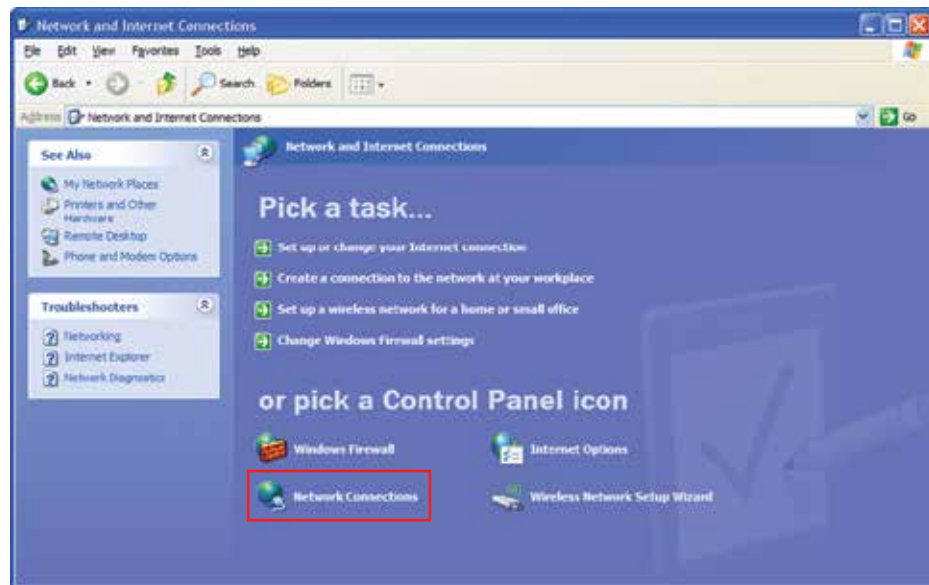 Network and Internet Connections
File Edit View Favorites Tools Help
Back Search Folders
Address Network and Internet Connections Go
See Also
My Network Places
Printers and Other
Hardware
Remote Desktop
Phone and Modem Options
Troubleshooters
Networking
Internet Explorer
Network Diagnostics
Network and Internet Connections
Pick a task...
Set up or change your Internet connection
Create a connection to the network at your workplace
Set up a wireless network for a home or small office
Change Windows Firewall settings
or pick a Control Panel icon
Windows Firewall Internet Options
Network Connections Wireless Network Setup Wizard